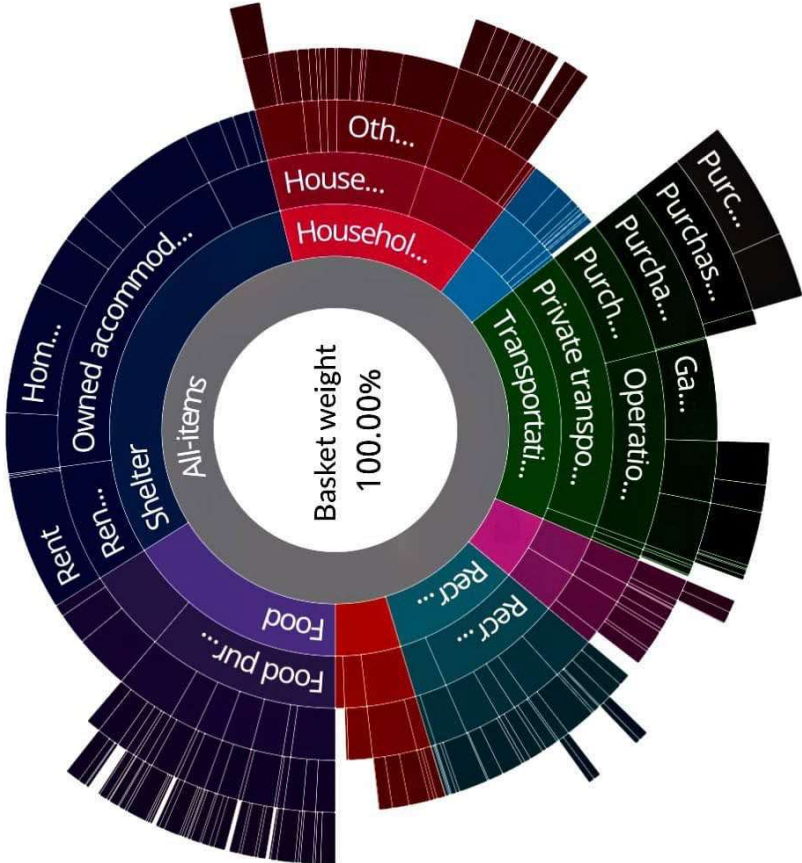 Basket weight
100.00%
All-items
Shelter
Owned accommod...
Hom...
Ren...
Rent
Food
Food pur...
Recr...
Recr...
Transportati...
Private transpo...
Operatio...
Ga...
Purch...
Purcha...
Purchas...
Purc...
Househol...
House...
Oth...